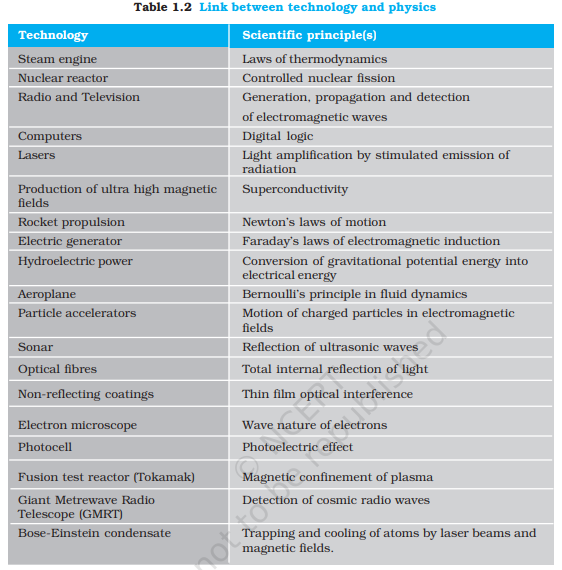 Table 1.2 Link between technology and physics
Technology Scientific principle(s)
Steam engine Laws of thermodynamics
Nuclear reactor Controlled nuclear fission
Radio and Television Generation, propagation and detection
of electromagnetic waves
Computers Digital logic
Lasers Light amplification by stimulated emission of
radiation
Production of ultra high magnetic Superconductivity
fields
Rocket propulsion Newton's laws of motion
Electric generator Faraday's laws of electromagnetic induction
Hydroelectric power Conversion of gravitational potential energy into
electrical energy
Aeroplane Bernoulli's principle in fluid dynamics
Particle accelerators Motion of charged particles in electromagnetic
fields
Sonar Reflection of ultrasonic waves
Optical fibres Total internal reflection of light
Non-reflecting coatings Thin film optical interference
Electron microscope Wave nature of electrons
Photocell Photoelectric effect
Fusion test reactor (Tokamak) Magnetic confinement of plasma
Giant Metrewave Radio Detection of cosmic radio waves
Telescope (GMRT)
Bose-Einstein condensate Trapping and cooling of atoms by laser beams and
magnetic fields.
© NCERT
not to be republished